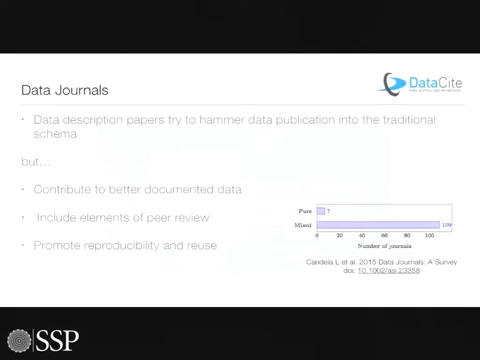 Data Journals
DataCite
· Data description papers try to hammer data publication into the traditional
schema
but…
· Contribute to better documented data
· Include elements of peer review
· Promote reproducibility and reuse
Pure
7
Mixed
109
0 20 40 60 80 100
Number of journals
Candela L et al. 2015 Data Journals: A Survey
doi: 10.1002/asi.23358
SSP